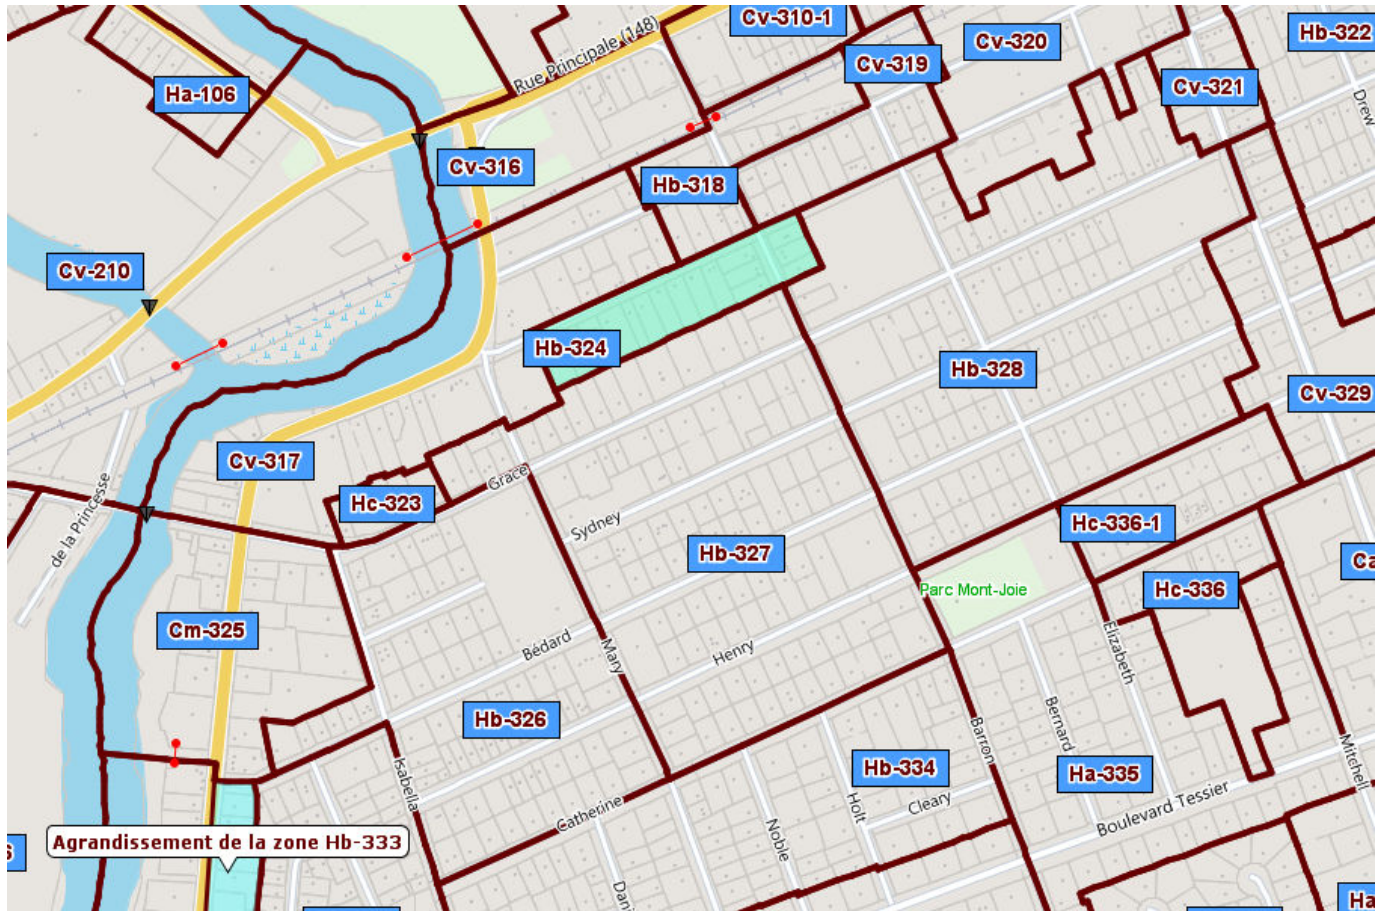 Cv-310-1
Cv-320
Hb-322
Rue Principale (148)
Cv-319
Cv-321
Ha-106
Drew
Cv-316
Hb-318
Cv-210
Hb-324
Hb-328
Cv-329
Cv-317
Grace
Hc-323
de la Princesse
Sydney
Hc-336-1
Hb-327
Parc Mont-Joie
Hc-336
Cm-325
Bédard
Mary
Henry
Elizabeth
Hb-326
Bernard
Barron
Isabella
Hb-334
Ha-335
Mitchell
Catherine
Holt
Cleary
Boulevard Tessier
Noble
Agrandissement de la zone Hb-333